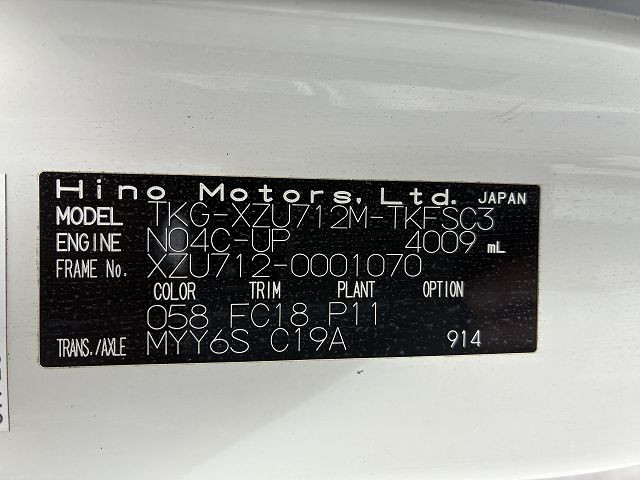 Hino Motors, Ltd. JAPAN
MODEL TKG-XZU712M-TKFSC3
ENGINE N04C-UP 4009 mL
FRAME No. XZU712-0001070
COLOR TRIM PLANT OPTION
058 FC18 P11
TRANS./AXLE MYY6S C19A 914